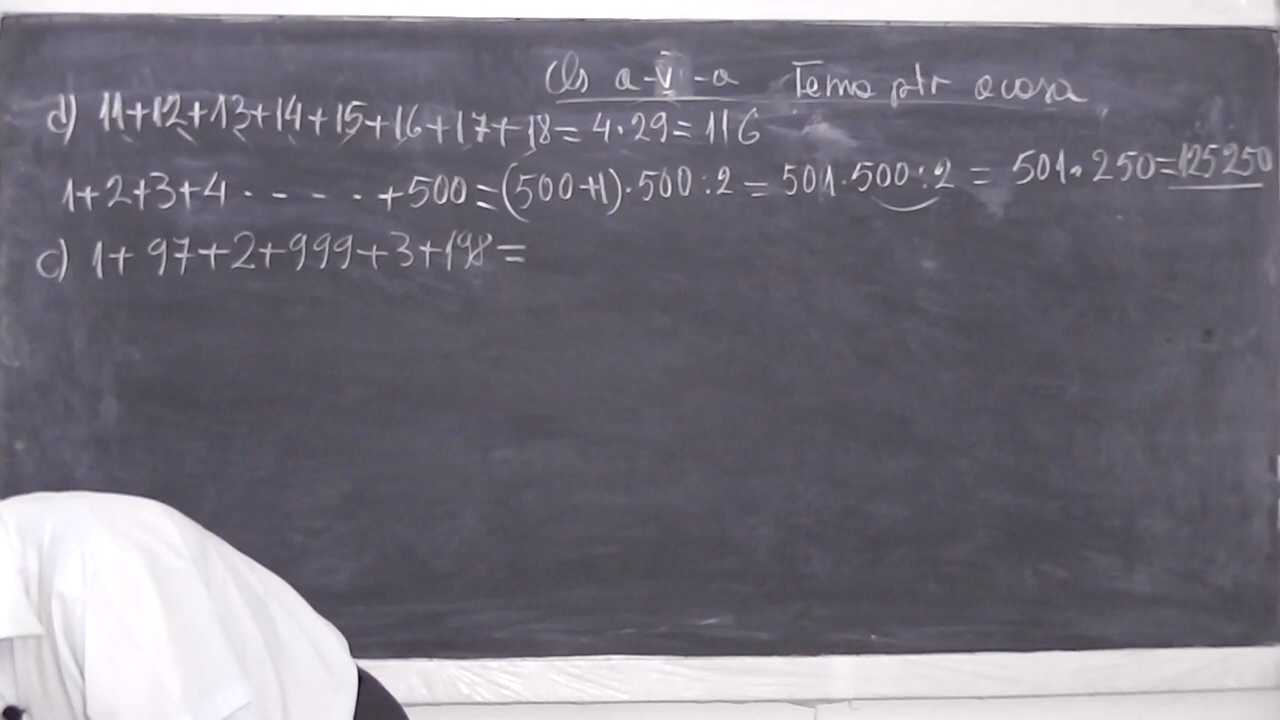 Cls a-V-a Tema ptr acasa
d) 11+12+13+14+15+16+17+18=4·29=116
1+2+3+4·----·+500=(500+1)·500:2=501·500:2=501·250=125250
c) 1+97+2+999+3+198=